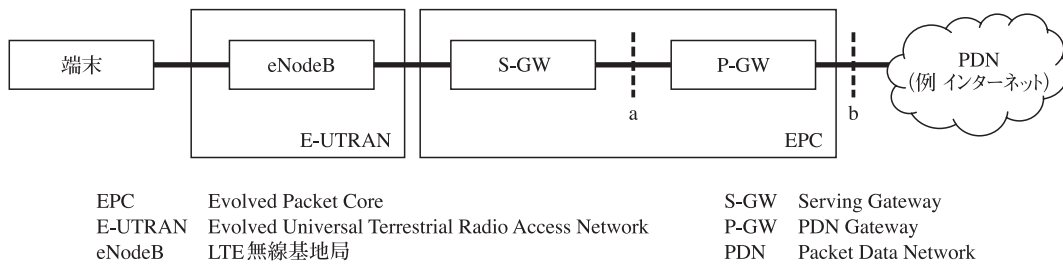 端末
eNodeB
S-GW
P-GW
PDN
(例 インターネット)
a
b
E-UTRAN
EPC
EPC Evolved Packet Core
E-UTRAN Evolved Universal Terrestrial Radio Access Network
eNodeB LTE無線基地局
S-GW Serving Gateway
P-GW PDN Gateway
PDN Packet Data Network